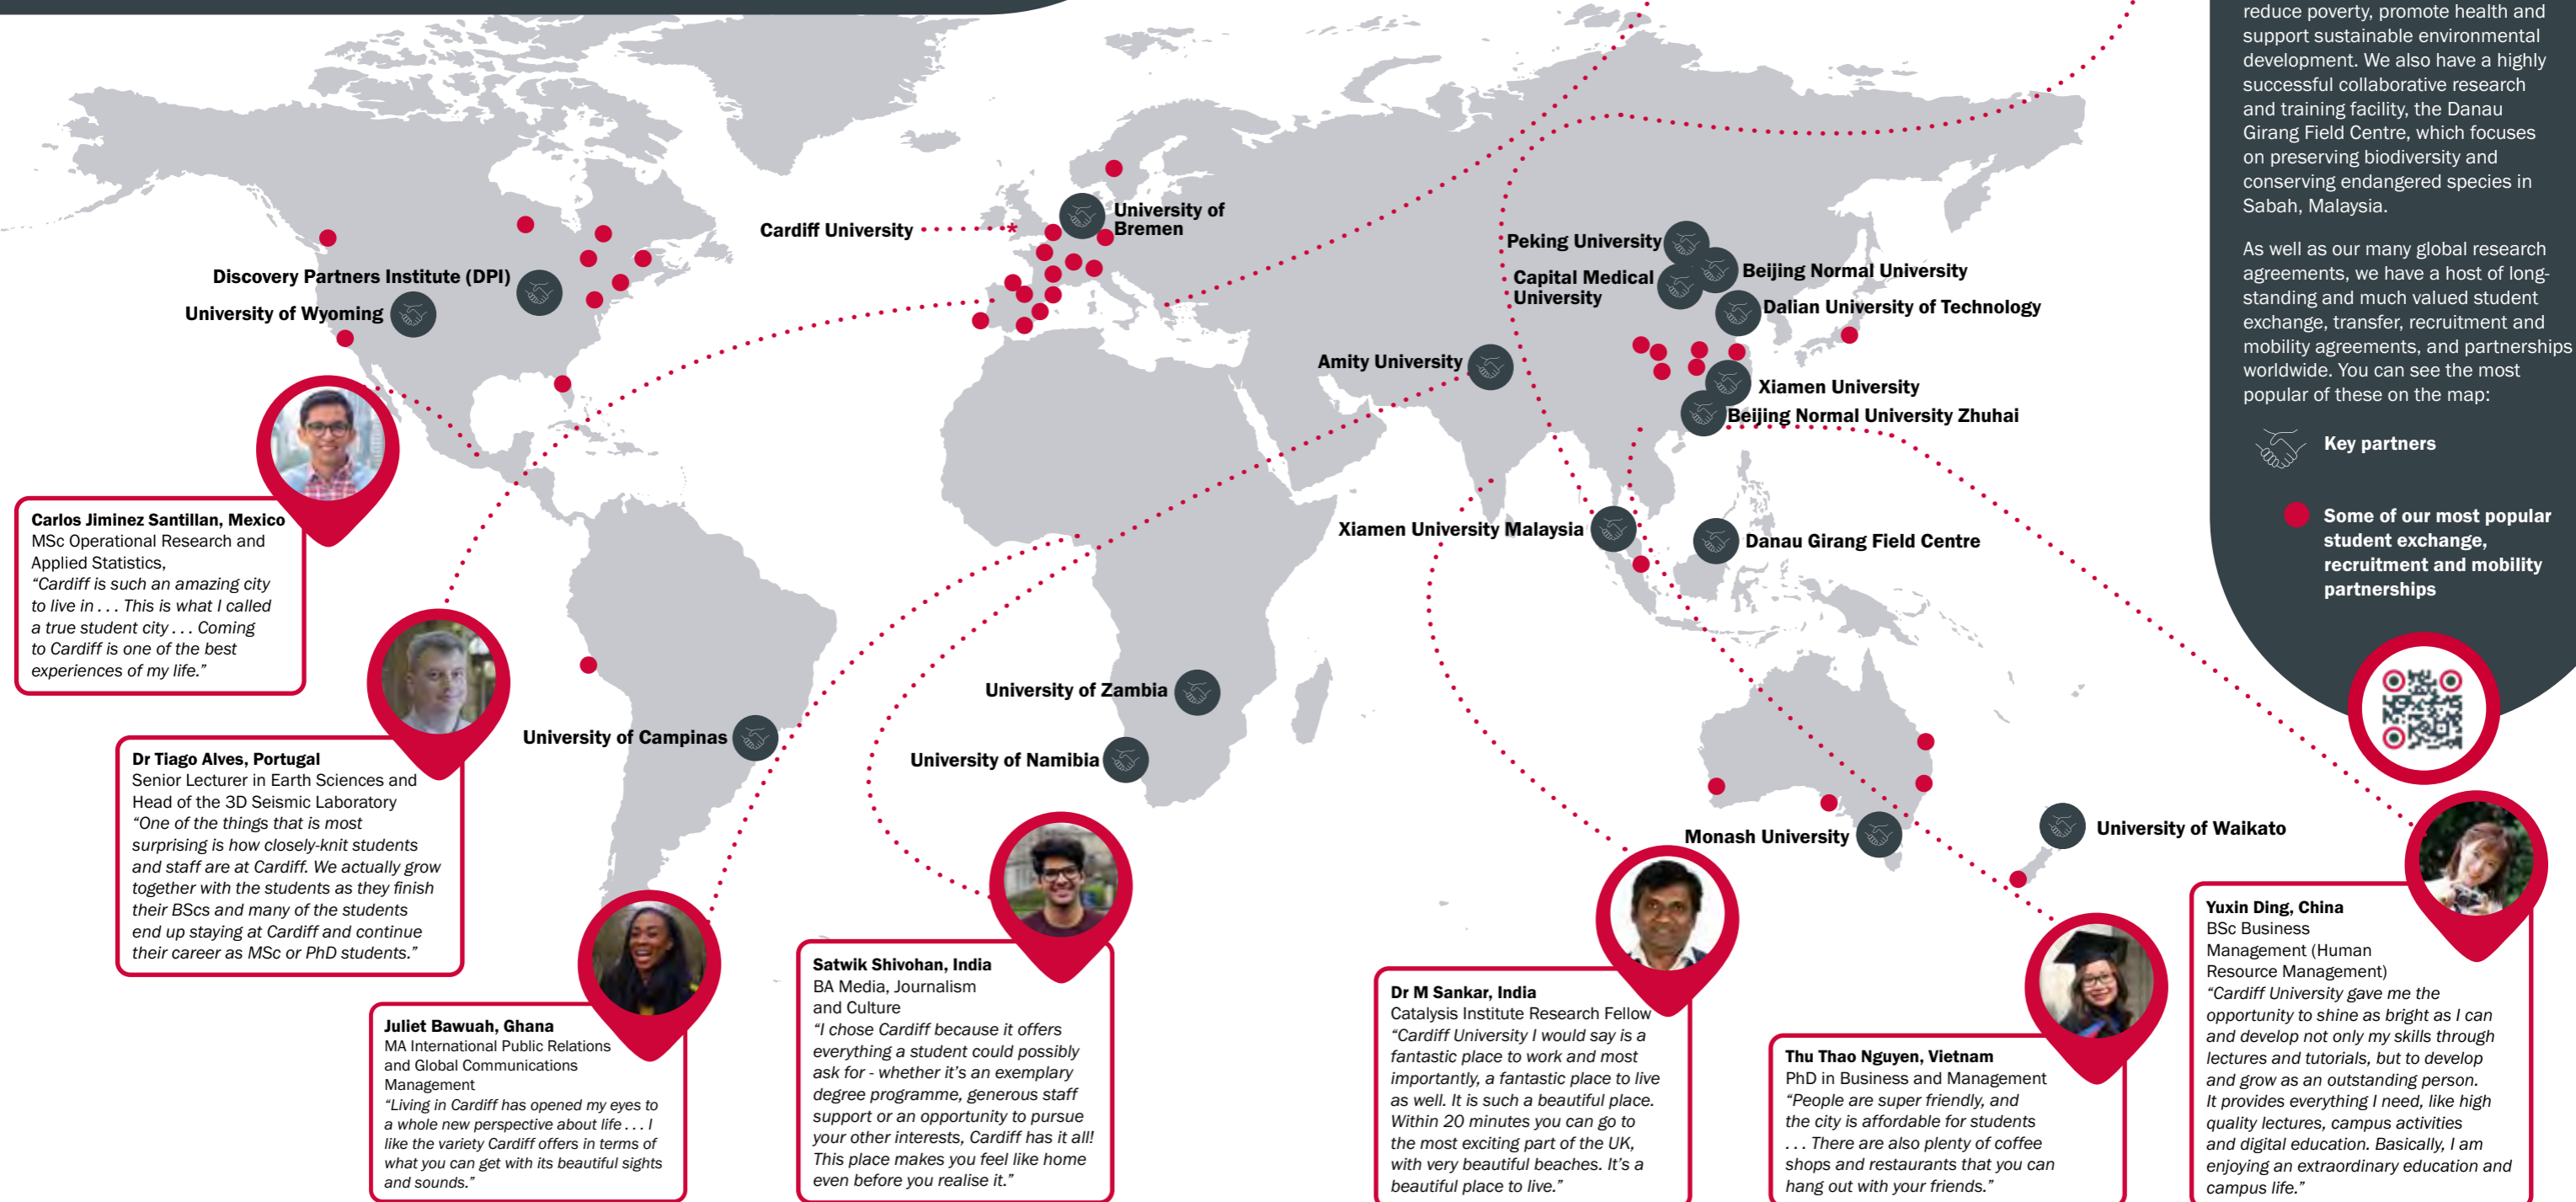 reduce poverty, promote health and
support sustainable environmental
development. We also have a highly
successful collaborative research
and training facility, the Danau
Girang Field Centre, which focuses
on preserving biodiversity and
conserving endangered species in
Sabah, Malaysia.
As well as our many global research
agreements, we have a host of long-
standing and much valued student
exchange, transfer, recruitment and
mobility agreements, and partnerships
worldwide. You can see the most
popular of these on the map:
Key partners
Some of our most popular
student exchange,
recruitment and mobility
partnerships
Cardiff University
*
University of
Bremen
Discovery Partners Institute (DPI)
University of Wyoming
Peking University
Beijing Normal University
Capital Medical
University
Dalian University of Technology
Amity University
Xiamen University
Beijing Normal University Zhuhai
Xiamen University Malaysia
Danau Girang Field Centre
University of Zambia
University of Campinas
University of Namibia
Monash University
University of Waikato
Carlos Jiminez Santillan, Mexico
MSc Operational Research and
Applied Statistics,
“Cardiff is such an amazing city
to live in . . . This is what I called
a true student city . . . Coming
to Cardiff is one of the best
experiences of my life.”
Dr Tiago Alves, Portugal
Senior Lecturer in Earth Sciences and
Head of the 3D Seismic Laboratory
“One of the things that is most
surprising is how closely-knit students
and staff are at Cardiff. We actually grow
together with the students as they finish
their BScs and many of the students
end up staying at Cardiff and continue
their career as MSc or PhD students.”
Juliet Bawuah, Ghana
MA International Public Relations
and Global Communications
Management
“Living in Cardiff has opened my eyes to
a whole new perspective about life . . . I
like the variety Cardiff offers in terms of
what you can get with its beautiful sights
and sounds.”
Satwik Shivohan, India
BA Media, Journalism
and Culture
“I chose Cardiff because it offers
everything a student could possibly
ask for - whether it’s an exemplary
degree programme, generous staff
support or an opportunity to pursue
your other interests, Cardiff has it all!
This place makes you feel like home
even before you realise it.”
Dr M Sankar, India
Catalysis Institute Research Fellow
“Cardiff University I would say is a
fantastic place to work and most
importantly, a fantastic place to live
as well. It is such a beautiful place.
Within 20 minutes you can go to
the most exciting part of the UK,
with very beautiful beaches. It’s a
beautiful place to live.”
Thu Thao Nguyen, Vietnam
PhD in Business and Management
“People are super friendly, and
the city is affordable for students
. . . There are also plenty of coffee
shops and restaurants that you can
hang out with your friends.”
Yuxin Ding, China
BSc Business
Management (Human
Resource Management)
“Cardiff University gave me the
opportunity to shine as bright as I can
and develop not only my skills through
lectures and tutorials, but to develop
and grow as an outstanding person.
It provides everything I need, like high
quality lectures, campus activities
and digital education. Basically, I am
enjoying an extraordinary education and
campus life.”